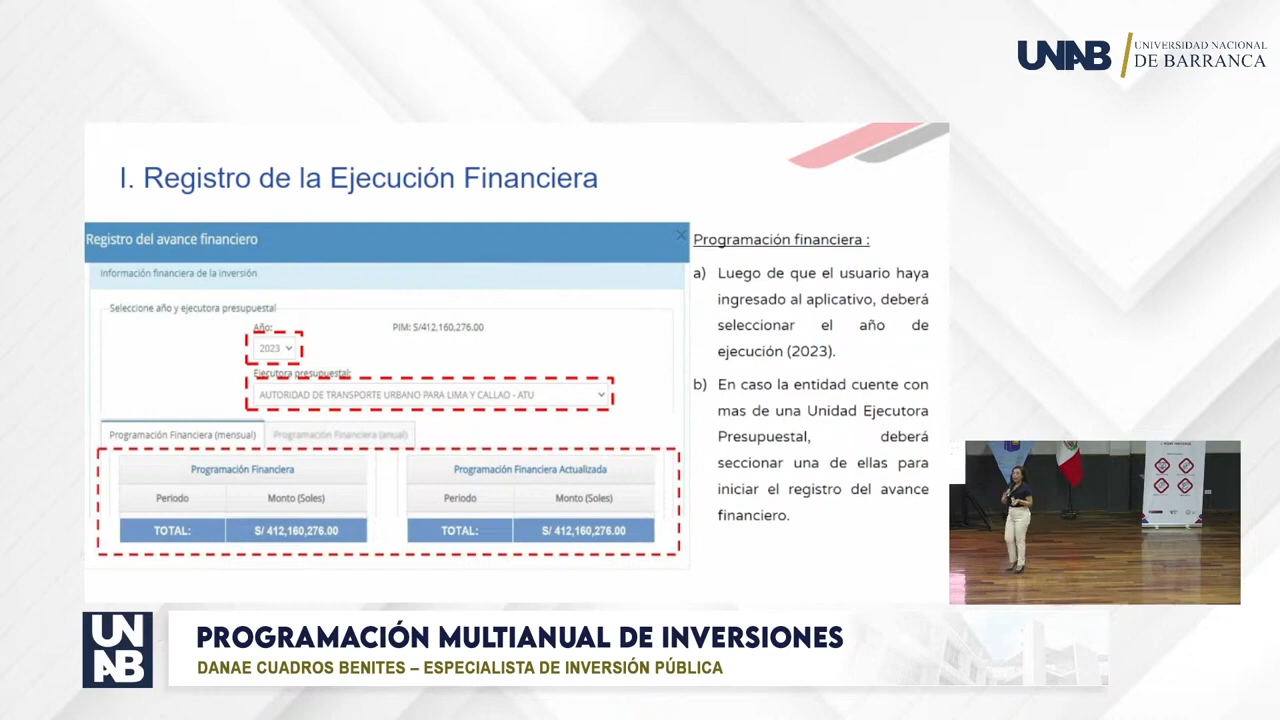 UNAB
UNIVERSIDAD NACIONAL
DE BARRANCA
I. Registro de la Ejecución Financiera
Registro del avance financiero
Información financiera de la inversión
Seleccione año y ejecutora presupuestal
Año:
PIM: S/412,160,276.00
2023
Ejecutora presupuestal:
AUTORIDAD DE TRANSPORTE URBANO PARA LIMA Y CALLAO - ATU
Programación Financiera (mensual)
Programación Financiera (anual)
Programación Financiera
Periodo
Monto (Soles)
TOTAL:
S/ 412,160,276.00
Programación Financiera Actualizada
Periodo
Monto (Soles)
TOTAL:
S/ 412,160,276.00
Programación financiera :
a) Luego de que el usuario haya
ingresado al aplicativo, deberá
seleccionar el año de
ejecución (2023).
b) En caso la entidad cuente con
mas de una Unidad Ejecutora
Presupuestal, deberá
seccionar una de ellas para
iniciar el registro del avance
financiero.
UN
AB
PROGRAMACIÓN MULTIANUAL DE INVERSIONES
DANAE CUADROS BENITES – ESPECIALISTA DE INVERSIÓN PÚBLICA